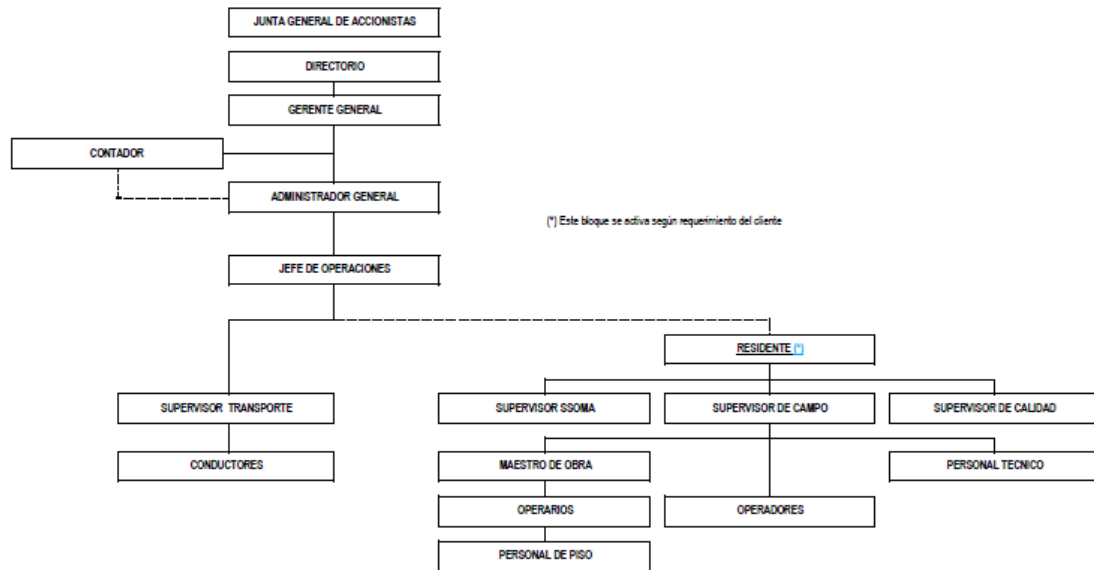 JUNTA GENERAL DE ACCIONISTAS
DIRECTORIO
GERENTE GENERAL
CONTADOR
ADMINISTRADOR GENERAL
(*) Este bloque se activa según requerimiento del cliente
JEFE DE OPERACIONES
RESIDENTE (*)
SUPERVISOR TRANSPORTE
SUPERVISOR SSOMA
SUPERVISOR DE CAMPO
SUPERVISOR DE CALIDAD
CONDUCTORES
MAESTRO DE OBRA
PERSONAL TECNICO
OPERARIOS
OPERADORES
PERSONAL DE PISO